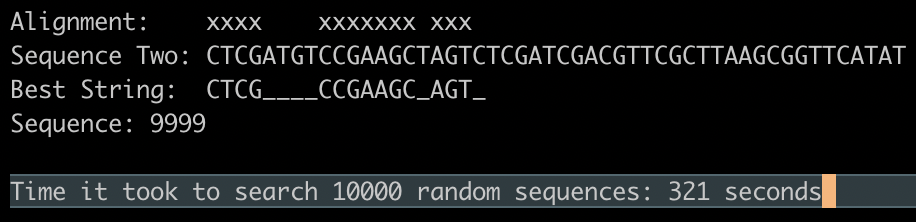 Alignment:    xxxx    xxxxxxx xxx
Sequence Two: CTCGATGTCCGAAGCTAGTCTCGATCGACGTTCGCTTAAGCGGTTCATAT
Best String:  CTCG____CCGAAGC_AGT_
Sequence: 9999
Time it took to search 10000 random sequences: 321 seconds